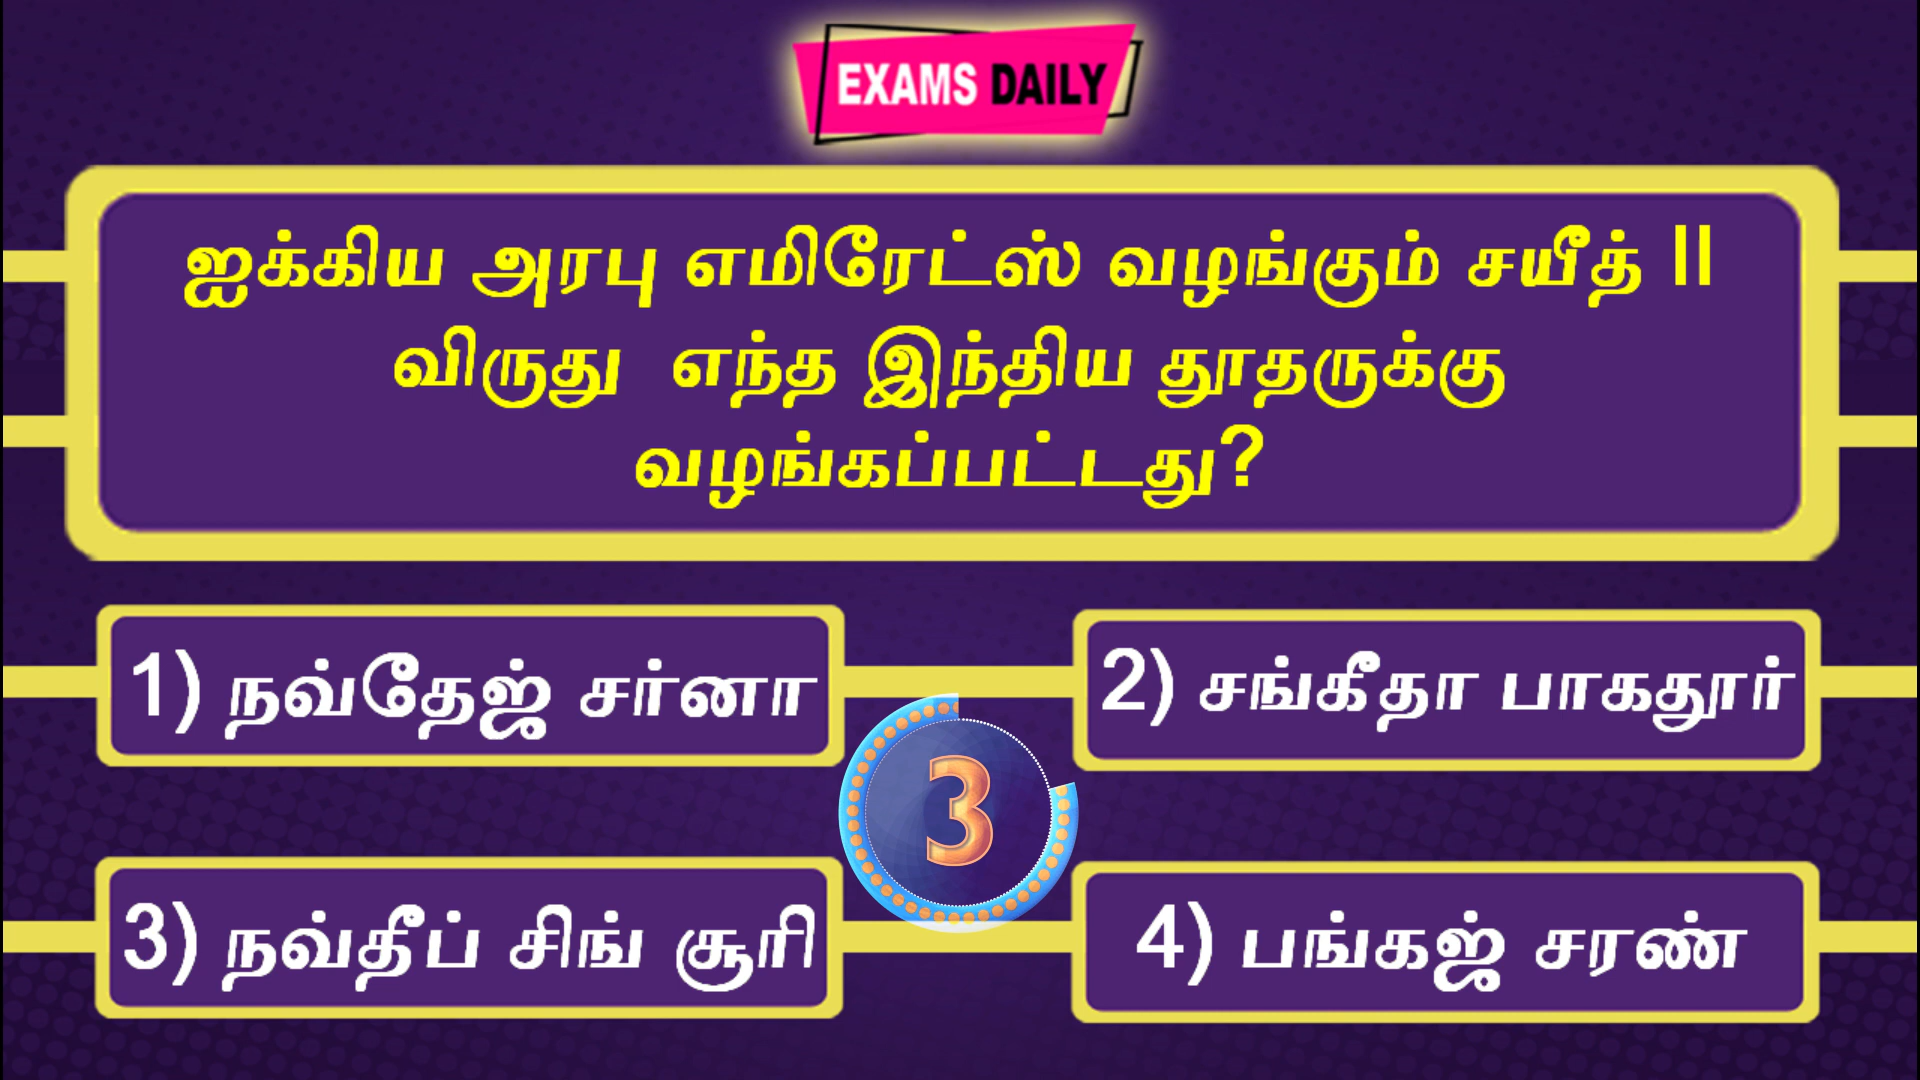 EXAMS DAILY
ஐக்கிய அரபு எமிரேட்ஸ் வழங்கும் சயீத் II
விருது எந்த இந்திய தூதருக்கு
வழங்கப்பட்டது?
1) நவ்தேஜ் சர்னா
2) சங்கீதா பாகதூர்
3
3) நவ்தீப் சிங் சூரி
4) பங்கஜ் சரண்